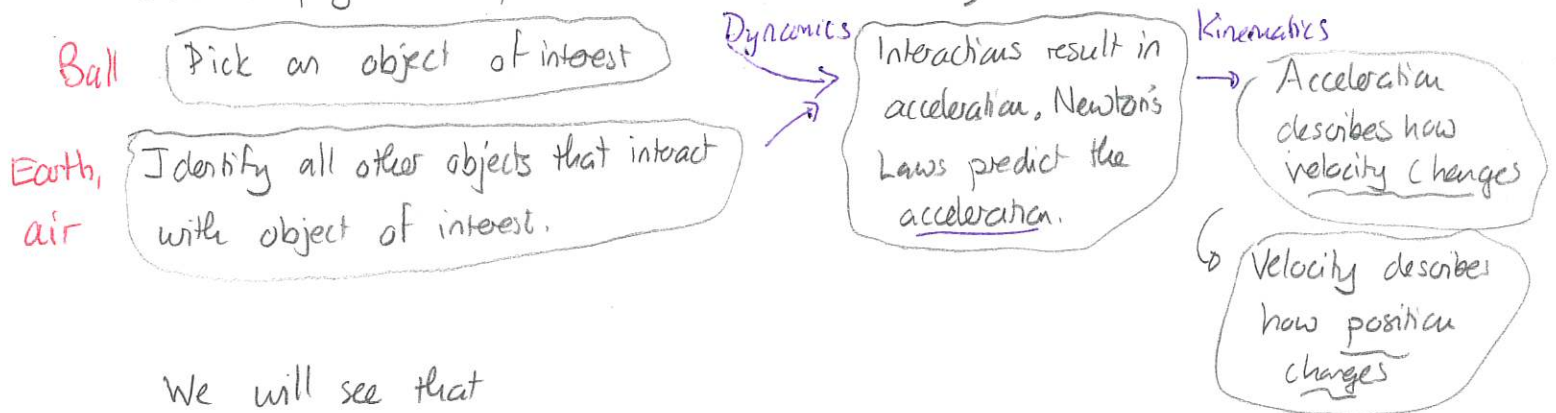 Ball
Pick an object of interest
Earth,
air
Identify all other objects that interact
with object of interest.
Dynamics
Interactions result in
acceleration. Newton's
Laws predict the
acceleration.
Kinematics
Acceleration
describes how
velocity changes
Velocity describes
how position
changes
We will see that